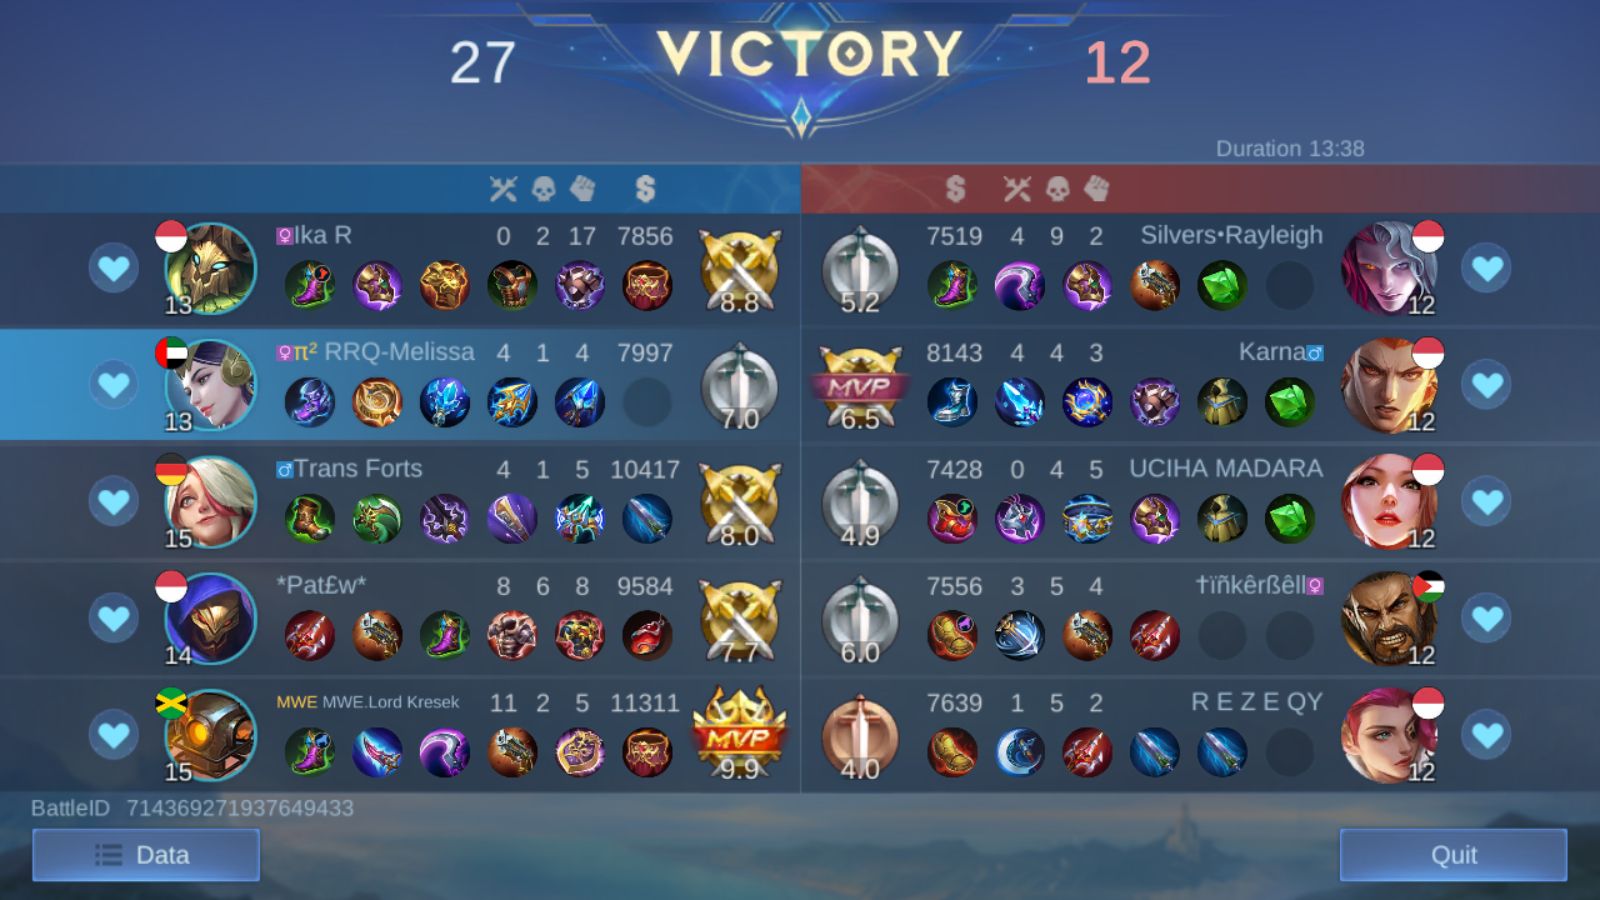 27 VICTORY 12
Duration 13:38
♀Ika R 0 2 17 7856
13 8.8
7519 4 9 2 Silvers•Rayleigh
5.2 12
♀π² RRQ-Melissa 4 1 4 7997
13 7.0
8143 4 4 3 Karna♂
MVP
6.5 12
♂Trans Forts 4 1 5 10417
15 8.0
7428 0 4 5 UCIHA MADARA
4.9 12
*Pat£w* 8 6 8 9584
14 7.7
7556 3 5 4 †ïñkêrßêll♀
6.0 12
MWE MWE.Lord Kresek 11 2 5 11311
MVP
15 9.9
7639 1 5 2 R E Z E QY
4.0 12
BattleID 714369271937649433
Data
Quit